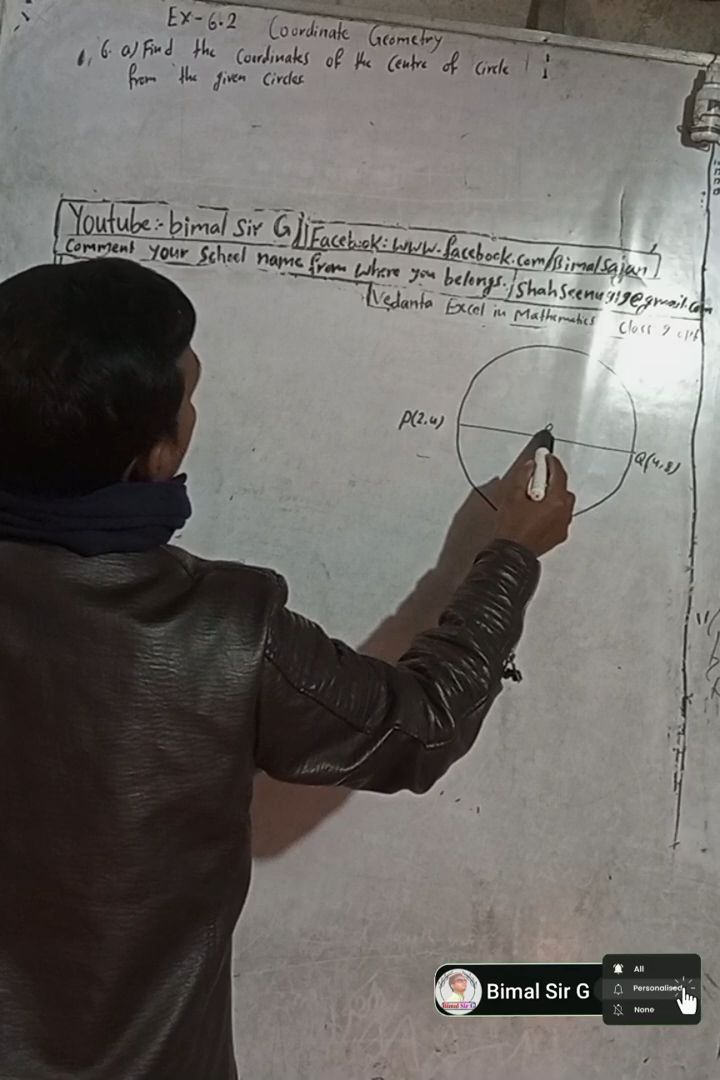 Ex-6.2 Coordinate Geometry
6. a) Find the Coordinates of the Centre of Circle
from the given Circles
Youtube:- bimal Sir G
Facebook: www.facebook.com/Bimalsajan
Comment your School name from where you belongs.
Vedanta Excel in Mathematics Class 9
P(2,4)
Q(4,8)
Bimal Sir G
Bimal Sir G
All
Personalised
None